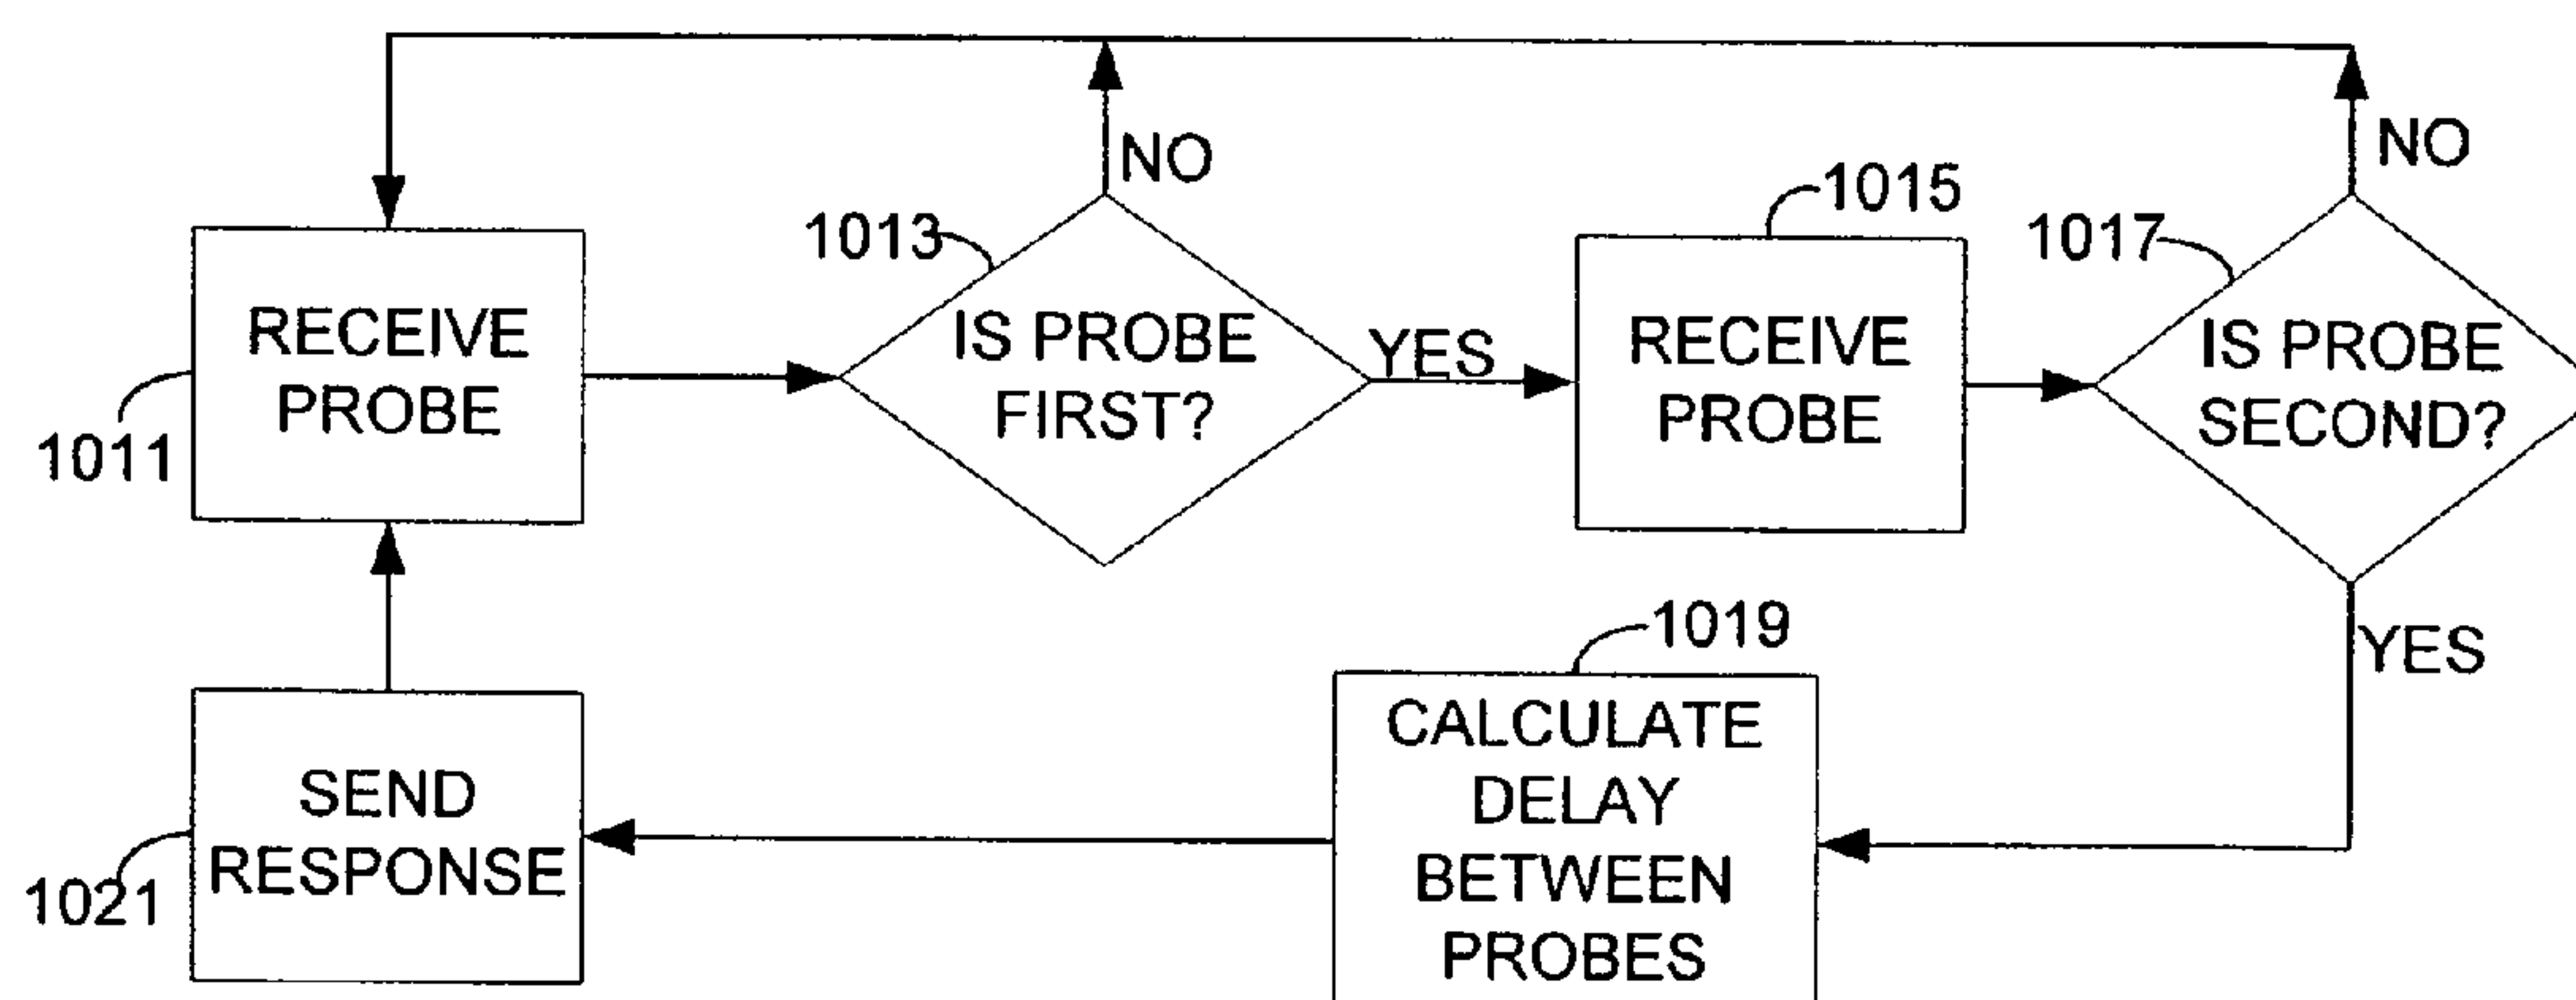 NO
NO
1015
1013
1017
RECEIVE
PROBE
IS PROBE
FIRST?
YES
RECEIVE
PROBE
IS PROBE
SECOND?
1011
1019
YES
CALCULATE
DELAY
BETWEEN
PROBES
SEND
RESPONSE
1021